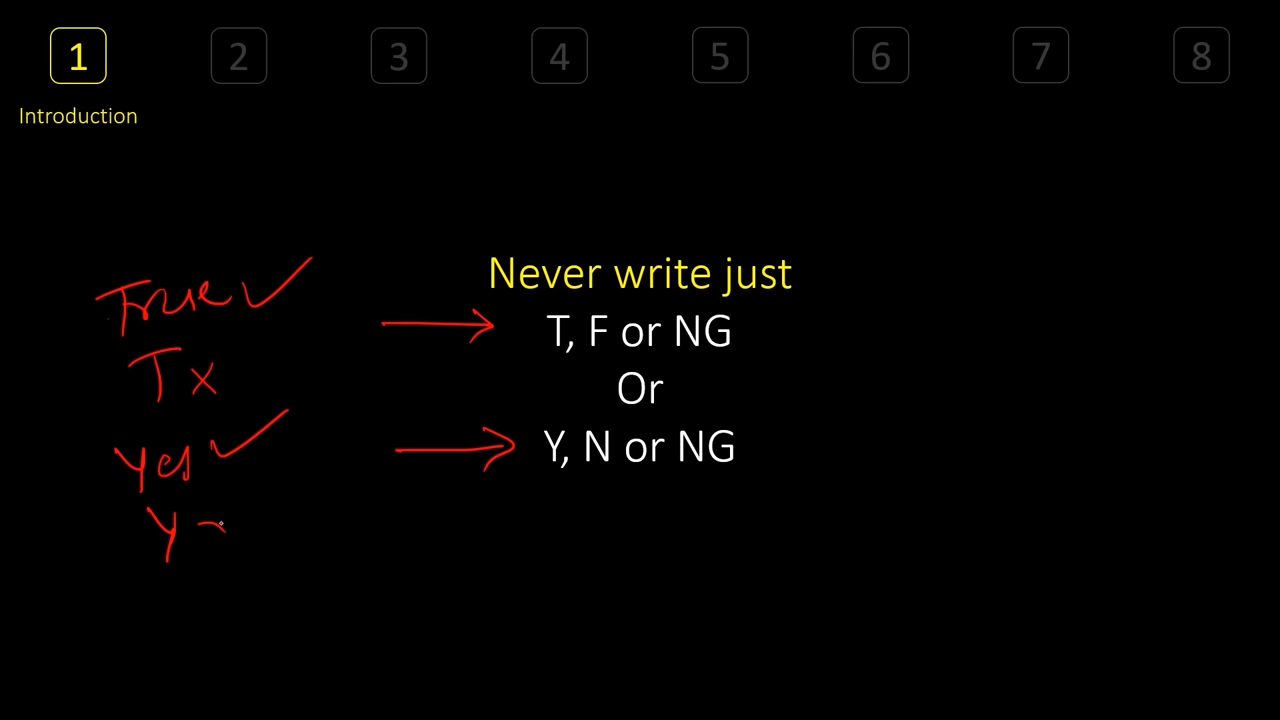 1 2 3 4 5 6 7 8
Introduction
Never write just
True ✓
T, F or NG
T x
Or
Yes ✓
Y, N or NG
Y